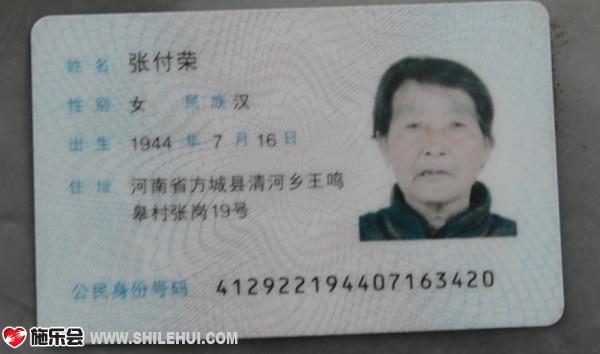 姓名 张付荣
性别 女 民族 汉
出生 1944 年 7 月 16 日
住址 河南省方城县清河乡王鸣
皋村张岗19号
公民身份号码 412922194407163420
施乐会 WWW.SHILEHUI.COM